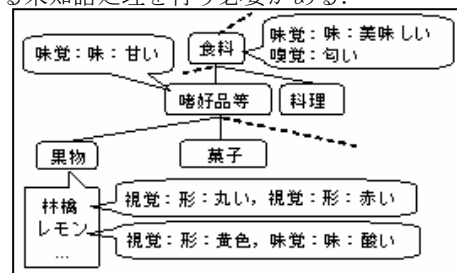 る未知語処理を行う必要がある.
味覚：味：甘い
食料
味覚：味：美味しい
嗅覚：匂い
嗜好品等
料理
果物
菓子
林檎
レモン
...
視覚：形：丸い，視覚：形：赤い
視覚：形：黄色，味覚：味：酸い